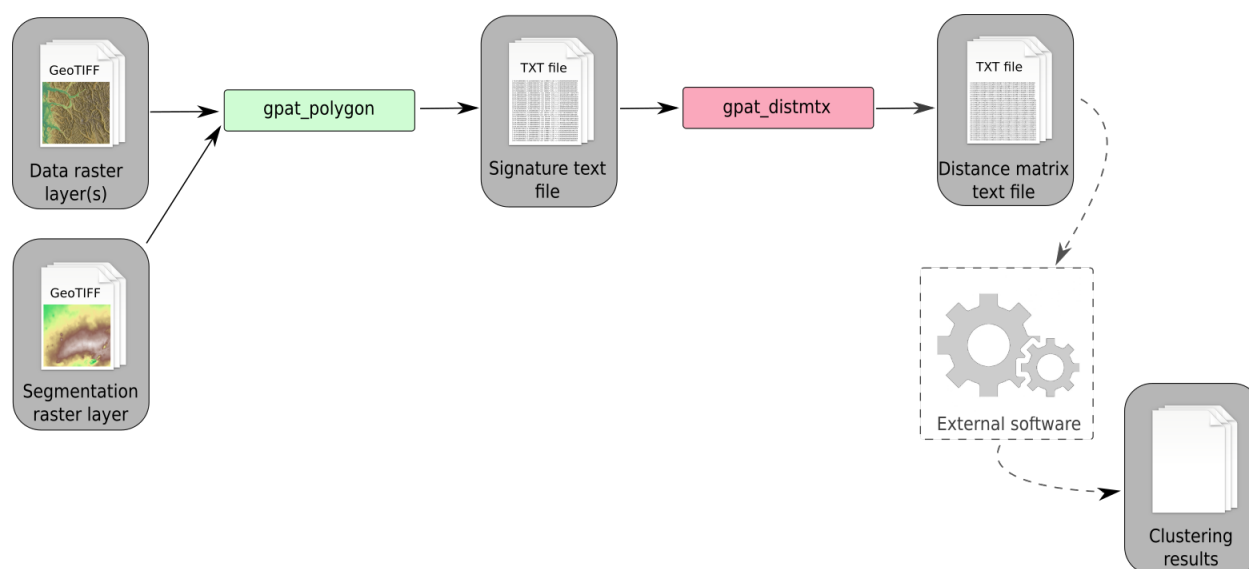 GeoTIFF
Data raster
layer(s)
gpat_polygon
TXT file
Signature text
file
gpat_distmtx
TXT file
Distance matrix
text file
GeoTIFF
Segmentation
raster layer
External software
Clustering
results